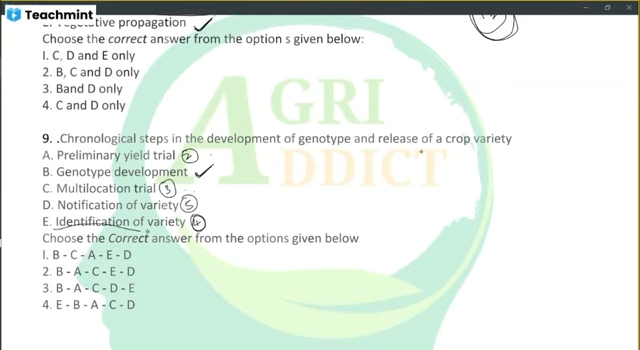 Teachmint
E. Vegetative propagation
Choose the correct answer from the option s given below:
1. C, D and E only
2. B, C and D only
3. Band D only
4. C and D only
AGRI
ADDICT
9. .Chronological steps in the development of genotype and release of a crop variety
A. Preliminary yield trial 2
B. Genotype development
C. Multilocation trial 3
D. Notification of variety 5
E. Identification of variety 4
Choose the Correct answer from the options given below
1. B - C - A - E - D
2. B - A - C - E - D
3. B - A - C - D - E
4. E - B - A - C - D